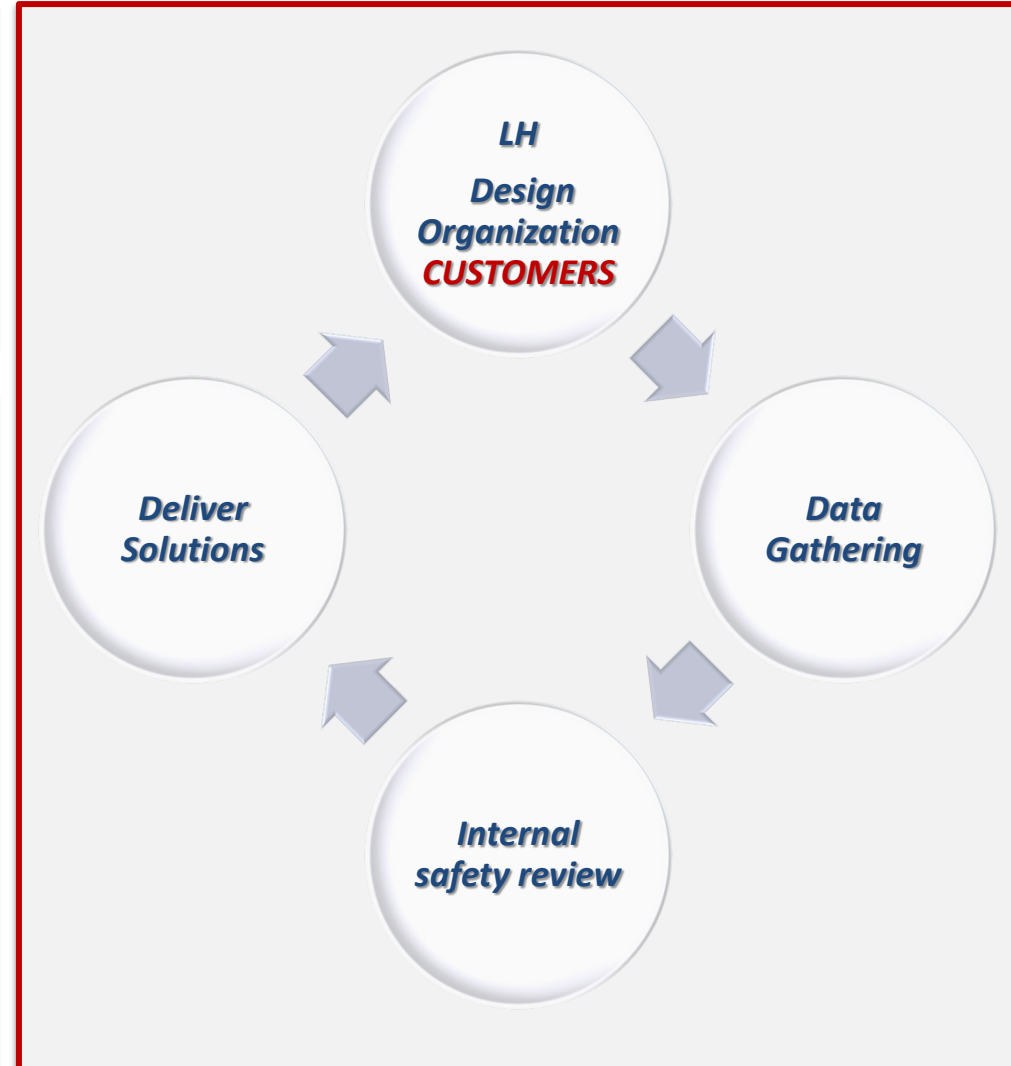 LH
Design
Organization
CUSTOMERS
Deliver
Solutions
Data
Gathering
Internal
safety review